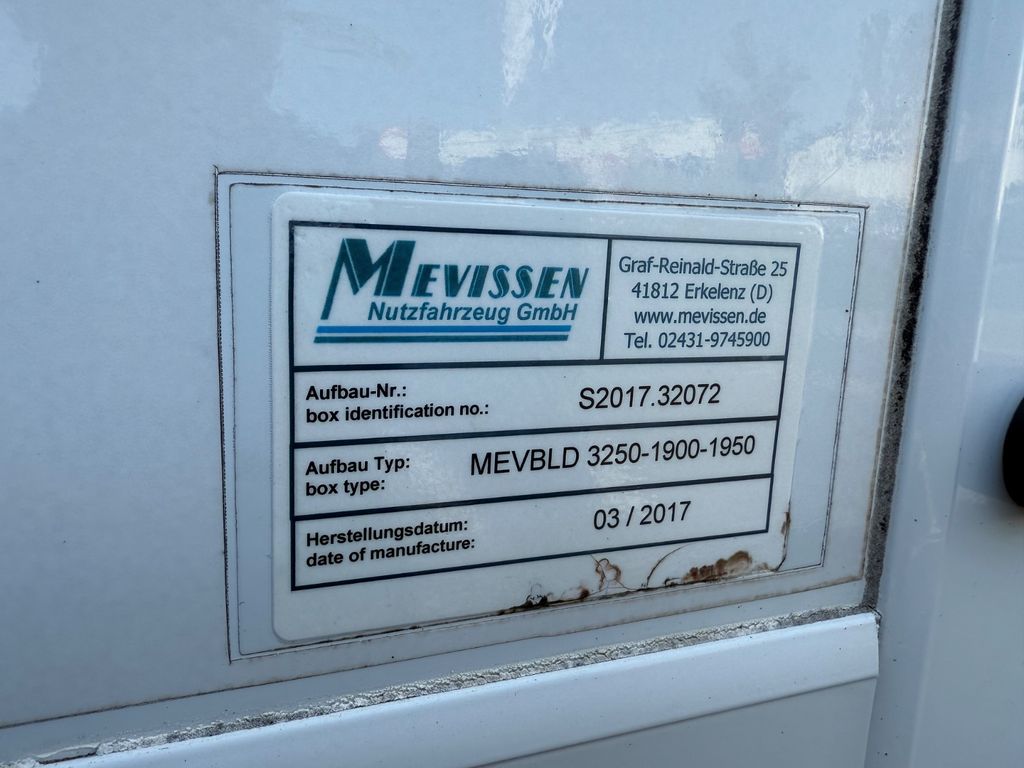 MEVISSEN
Nutzfahrzeug GmbH
Graf-Reinald-Straße 25
41812 Erkelenz (D)
www.mevissen.de
Tel. 02431-9745900
Aufbau-Nr.:
box identification no.:
S2017.32072
Aufbau Typ:
box type:
MEVBLD 3250-1900-1950
Herstellungsdatum:
date of manufacture:
03 / 2017